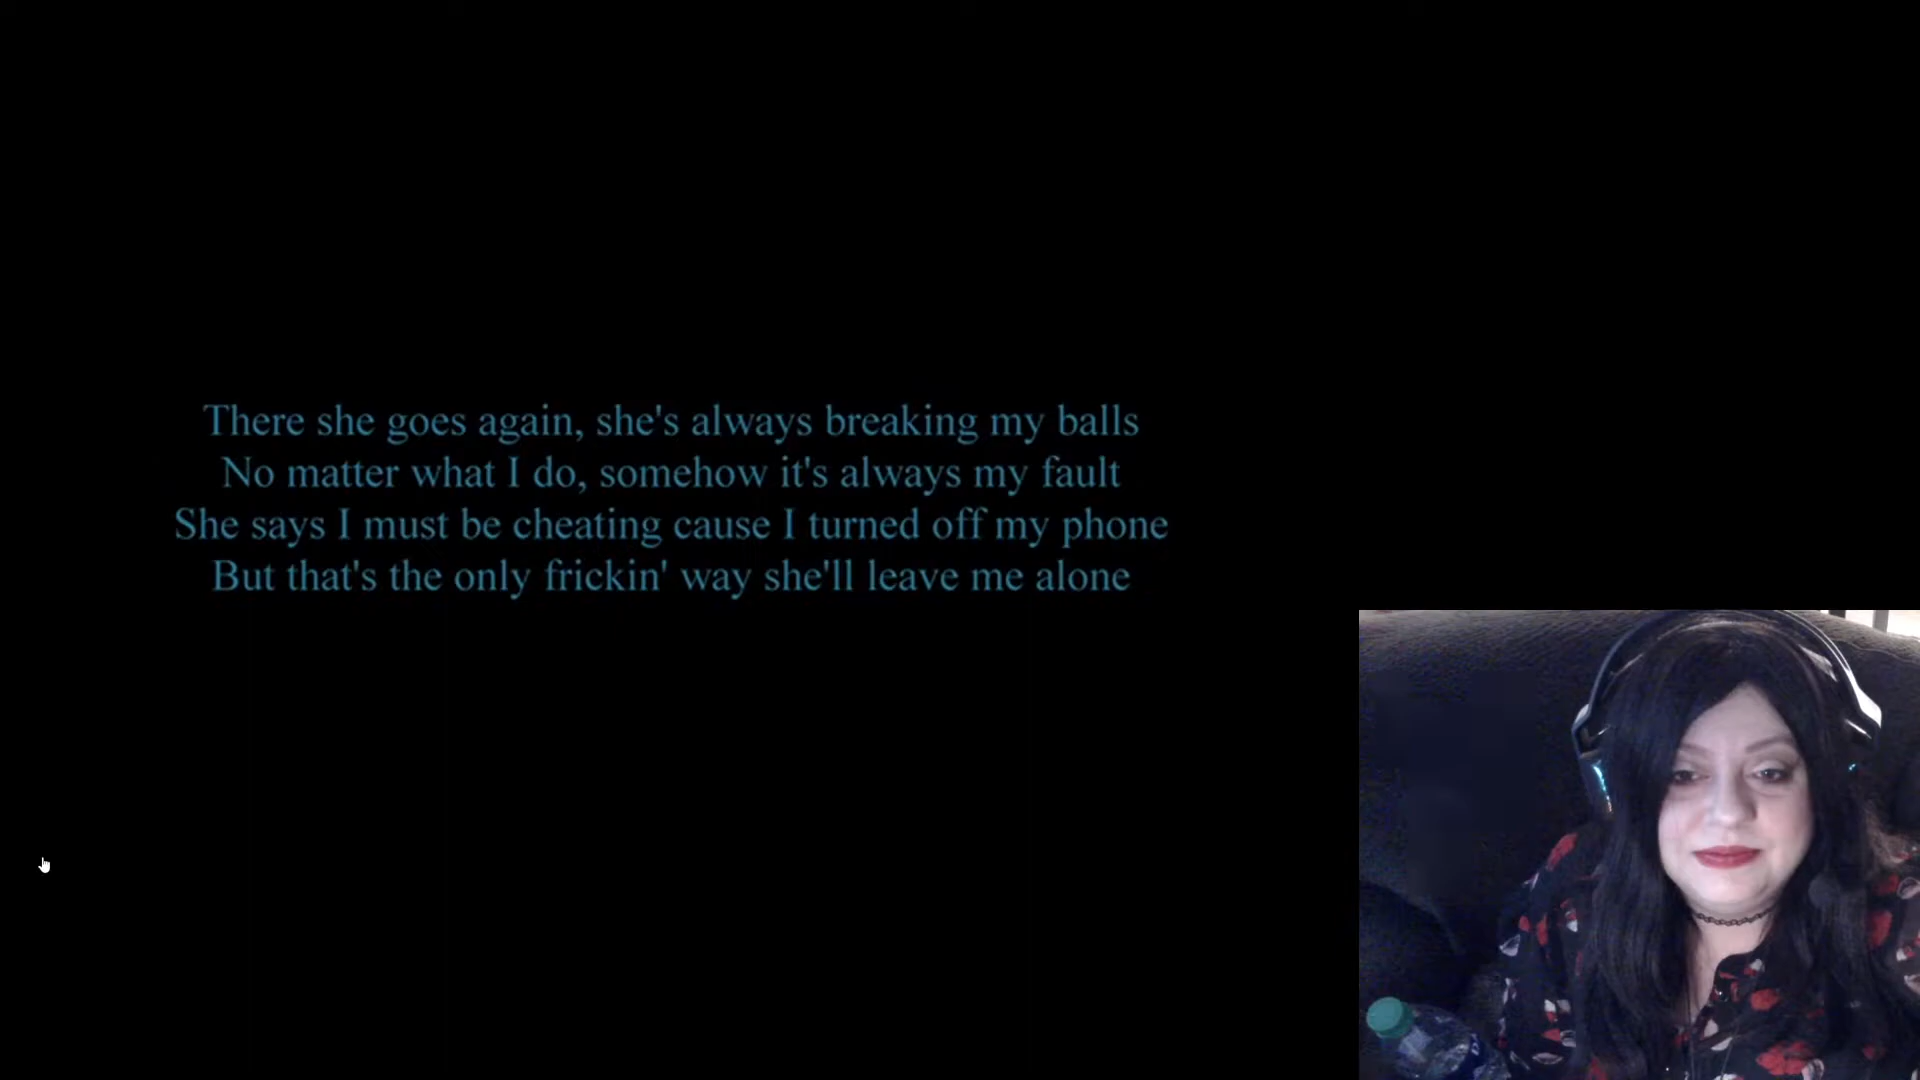 There she goes again, she's always breaking my balls
No matter what I do, somehow it's always my fault
She says I must be cheating cause I turned off my phone
But that's the only frickin' way she'll leave me alone